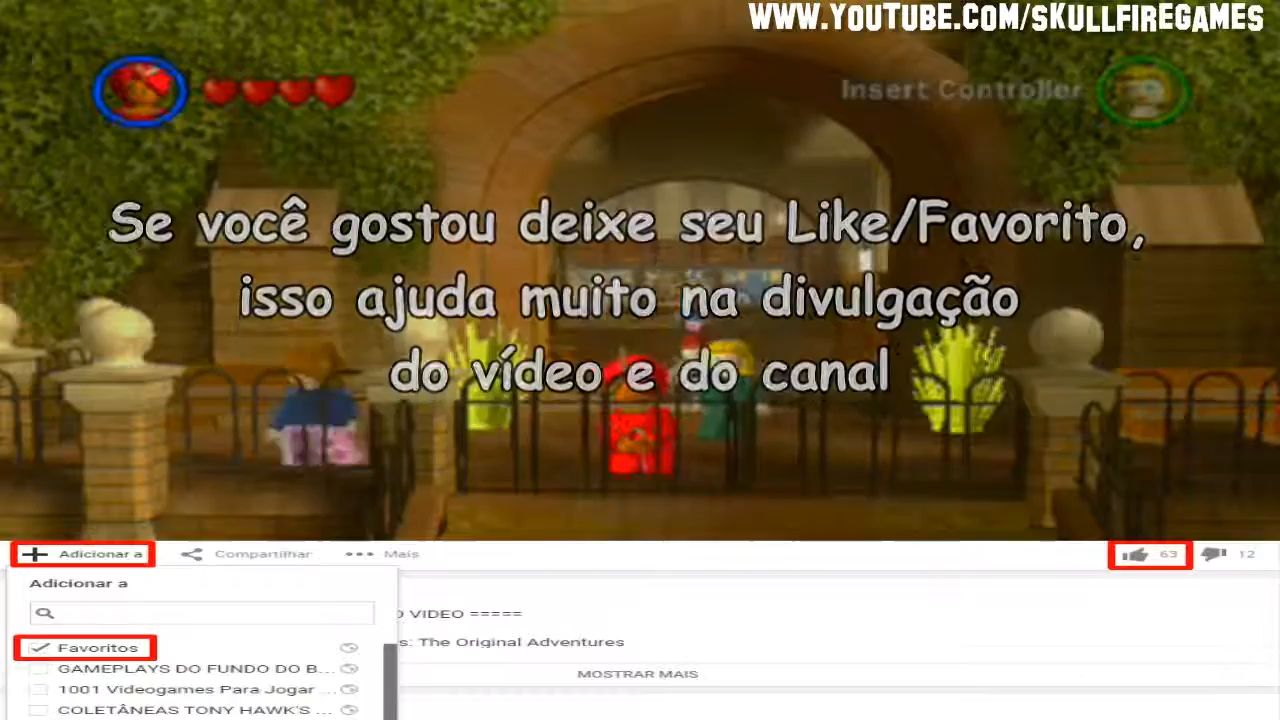 WWW.YOUTUBE.COM/SKULLFIREGAMES
Insert Controller
Se você gostou deixe seu Like/Favorito,
isso ajuda muito na divulgação
do vídeo e do canal
Adicionar a
Compartilhar
Mais
63
12
Adicionar a
O VIDEO =====
s: The Original Adventures
Favoritos
MOSTRAR MAIS
GAMEPLAYS DO FUNDO DO B...
1001 Videogames Para Jogar ...
COLETÂNEAS TONY HAWK'S ...